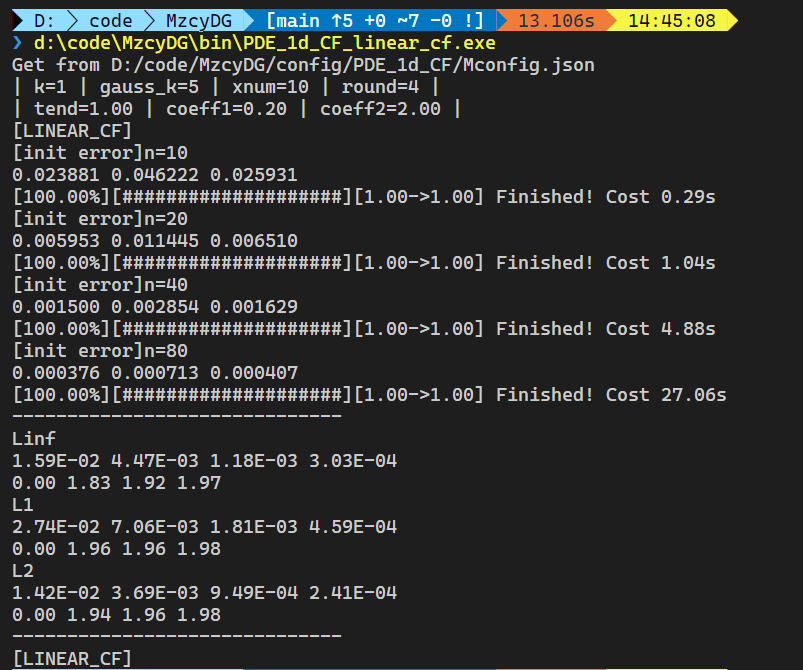 D: code MzcyDG [main ↑5 +0 ~7 -0 !] 13.106s 14:45:08
❯ d:\code\MzcyDG\bin\PDE_1d_CF_linear_cf.exe
Get from D:/code/MzcyDG/config/PDE_1d_CF/Mconfig.json
| k=1 | gauss_k=5 | xnum=10 | round=4 |
| tend=1.00 | coeff1=0.20 | coeff2=2.00 |
[LINEAR_CF]
[init error]n=10
0.023881 0.046222 0.025931
[100.00%][####################][1.00->1.00] Finished! Cost 0.29s
[init error]n=20
0.005953 0.011445 0.006510
[100.00%][####################][1.00->1.00] Finished! Cost 1.04s
[init error]n=40
0.001500 0.002854 0.001629
[100.00%][####################][1.00->1.00] Finished! Cost 4.88s
[init error]n=80
0.000376 0.000713 0.000407
[100.00%][####################][1.00->1.00] Finished! Cost 27.06s
------------------------------
Linf
1.59E-02 4.47E-03 1.18E-03 3.03E-04
0.00 1.83 1.92 1.97
L1
2.74E-02 7.06E-03 1.81E-03 4.59E-04
0.00 1.96 1.96 1.98
L2
1.42E-02 3.69E-03 9.49E-04 2.41E-04
0.00 1.94 1.96 1.98
------------------------------
[LINEAR_CF]